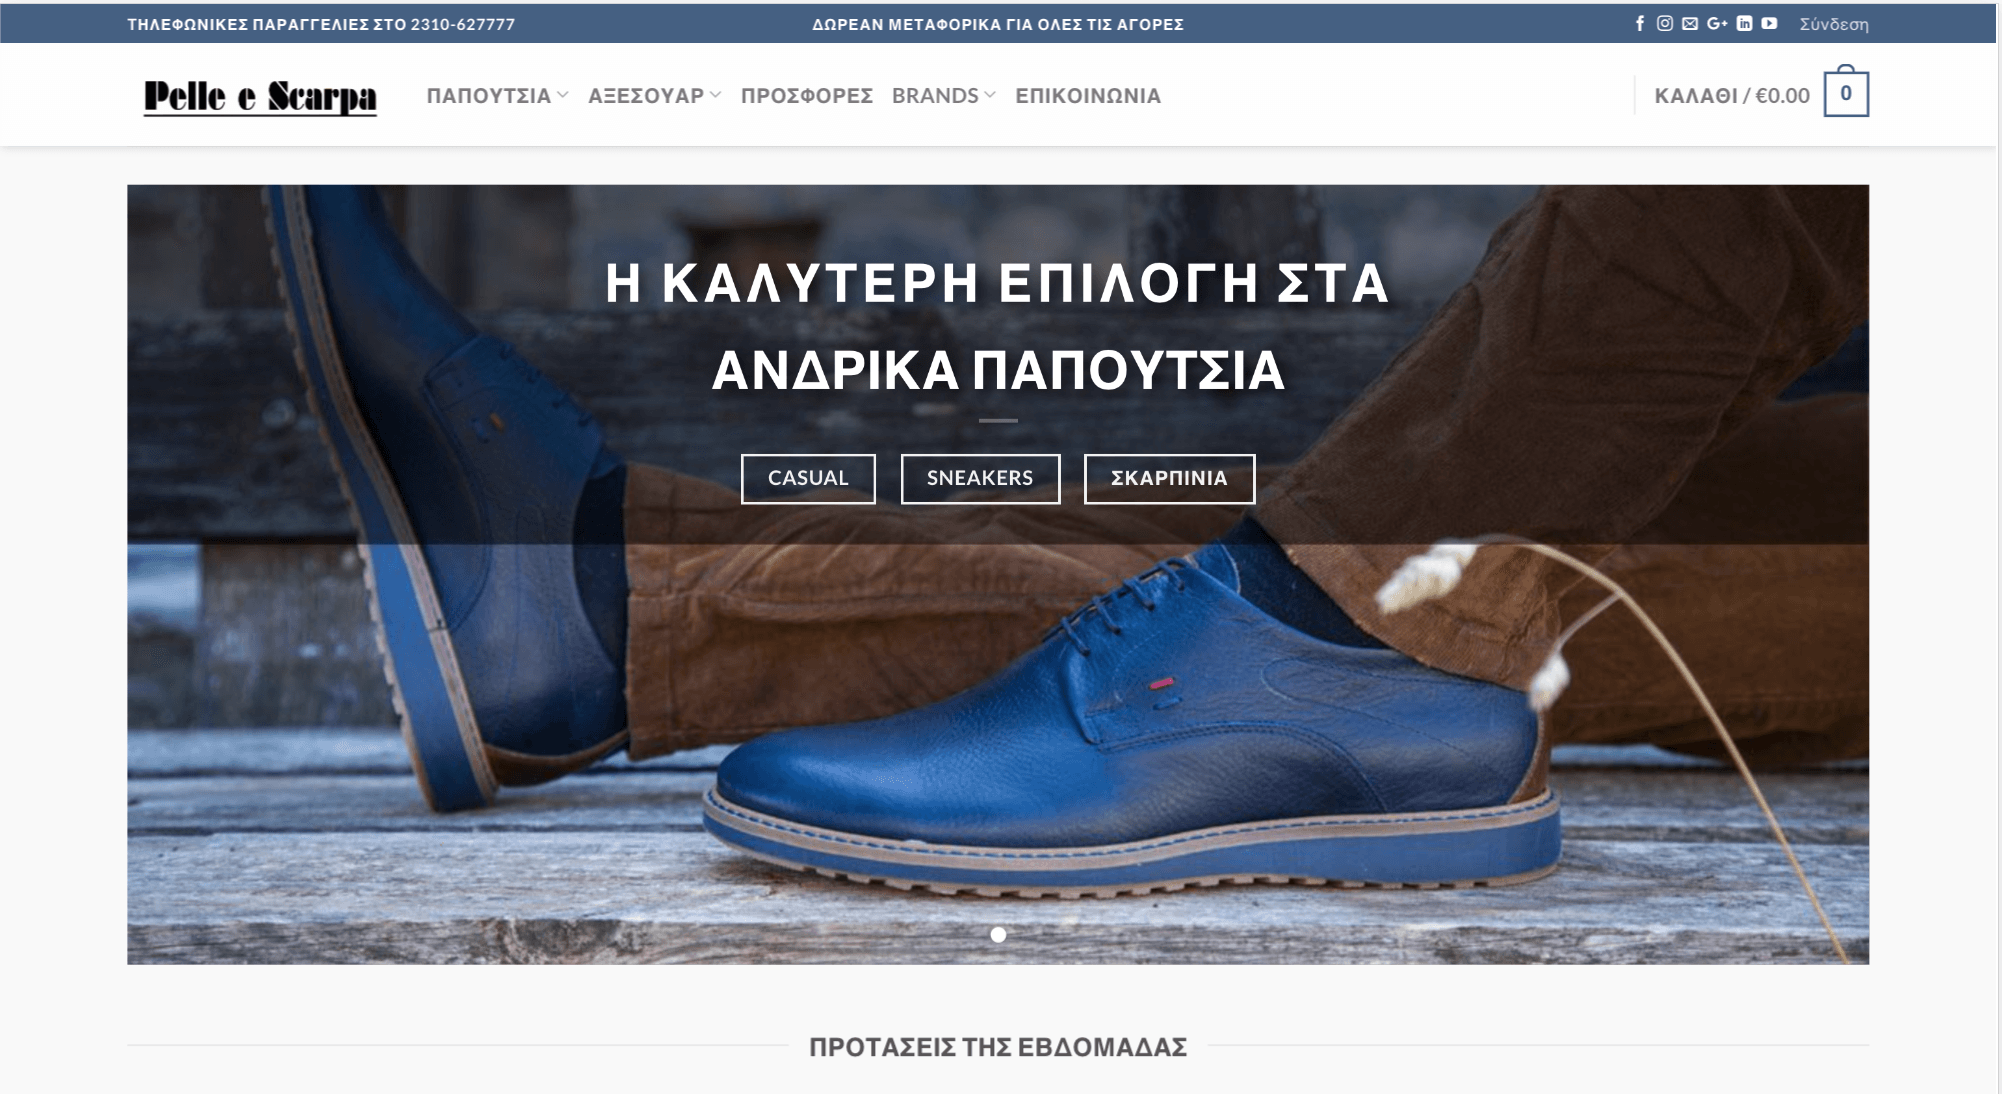 ΤΗΛΕΦΩΝΙΚΕΣ ΠΑΡΑΓΓΕΛΙΕΣ ΣΤΟ 2310-627777
ΔΩΡΕΑΝ ΜΕΤΑΦΟΡΙΚΑ ΓΙΑ ΟΛΕΣ ΤΙΣ ΑΓΟΡΕΣ
Σύνδεση
Pelle e Scarpa
ΠΑΠΟΥΤΣΙΑ
ΑΞΕΣΟΥΑΡ
ΠΡΟΣΦΟΡΕΣ
BRANDS
ΕΠΙΚΟΙΝΩΝΙΑ
ΚΑΛΑΘΙ / €0.00
0
Η ΚΑΛΥΤΕΡΗ ΕΠΙΛΟΓΗ ΣΤΑ
ΑΝΔΡΙΚΑ ΠΑΠΟΥΤΣΙΑ
CASUAL
SNEAKERS
ΣΚΑΡΠΙΝΙΑ
ΠΡΟΤΑΣΕΙΣ ΤΗΣ ΕΒΔΟΜΑΔΑΣ